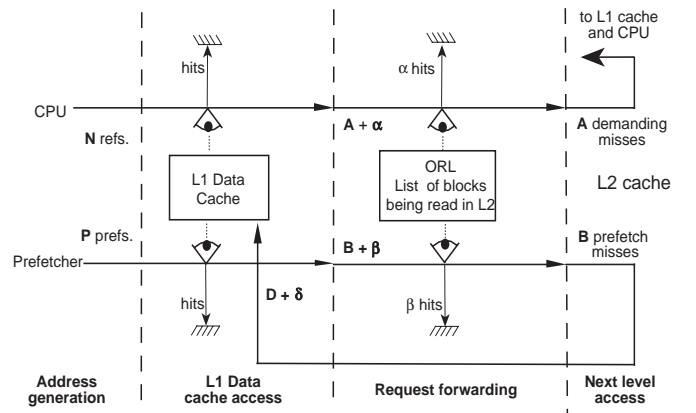 to L1 cache
and CPU
hits
α hits
CPU
A + α
A demanding
misses
N refs.
L1 Data
Cache
ORL
List of blocks
being read in L2
L2 cache
P prefs.
Prefetcher
B + β
B prefetch
misses
D + δ
hits
β hits
Address
generation
L1 Data
cache access
Request forwarding
Next level
access